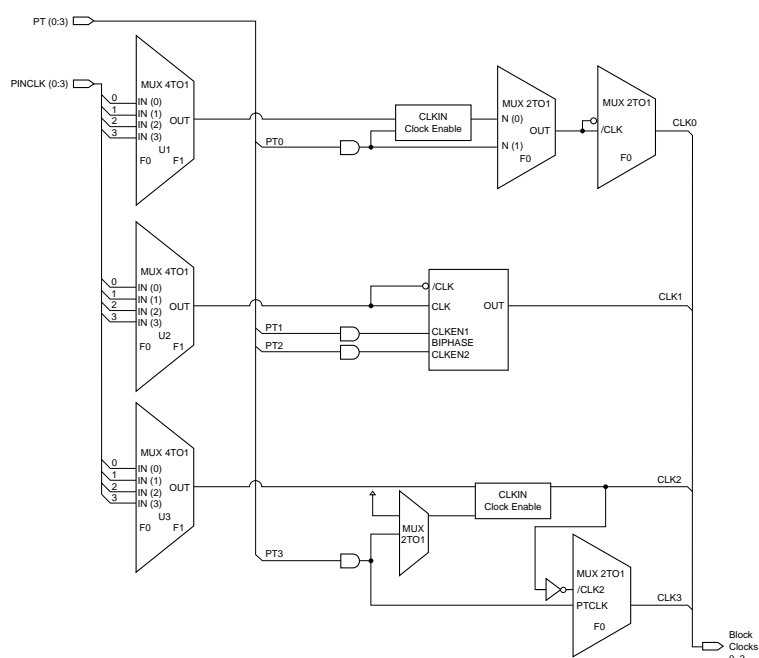 PT (0:3)
PINCLK (0:3)
MUX 4TO1
0 IN (0)
1 IN (1)
2 IN (2)
3 IN (3)
OUT
U1
F0 F1
PT0
CLKIN
Clock Enable
MUX 2TO1
N (0)
OUT
N (1)
F0
MUX 2TO1
/CLK
F0
CLK0
MUX 4TO1
0 IN (0)
1 IN (1)
2 IN (2)
3 IN (3)
OUT
U2
F0 F1
PT1
PT2
/CLK
CLK
OUT
CLKEN1
BIPHASE
CLKEN2
CLK1
MUX 4TO1
0 IN (0)
1 IN (1)
2 IN (2)
3 IN (3)
OUT
U3
F0 F1
PT3
MUX
2TO1
CLKIN
Clock Enable
CLK2
MUX 2TO1
/CLK2
PTCLK
F0
CLK3
Block
Clocks